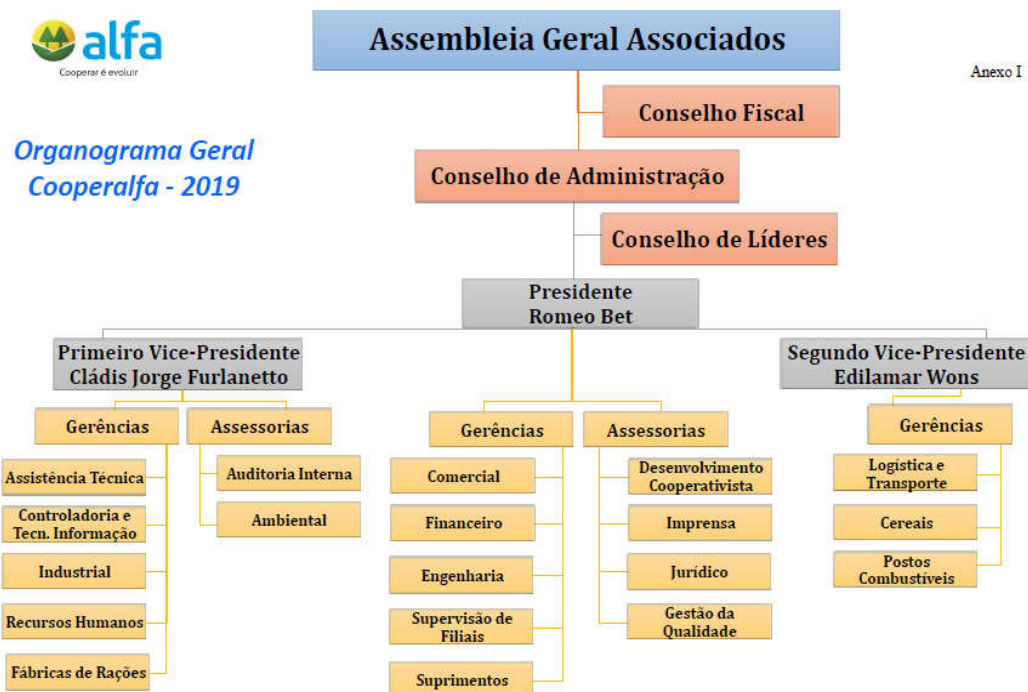 alfa
Cooperar é evoluir
Assembleia Geral Associados
Anexo I
Conselho Fiscal
Organograma Geral
Cooperalfa - 2019
Conselho de Administração
Conselho de Líderes
Presidente
Romeo Bet
Primeiro Vice-Presidente
Cládis Jorge Furlanetto
Segundo Vice-Presidente
Edilamar Wons
Gerências
Assessorias
Assistência Técnica
Controladoria e
Tecn. Informação
Industrial
Recursos Humanos
Fábricas de Rações
Auditoria Interna
Ambiental
Gerências
Assessorias
Comercial
Financeiro
Engenharia
Supervisão de
Filiais
Suprimentos
Desenvolvimento
Cooperativista
Imprensa
Jurídico
Gestão da
Qualidade
Gerências
Logística e
Transporte
Cereais
Postos
Combustíveis